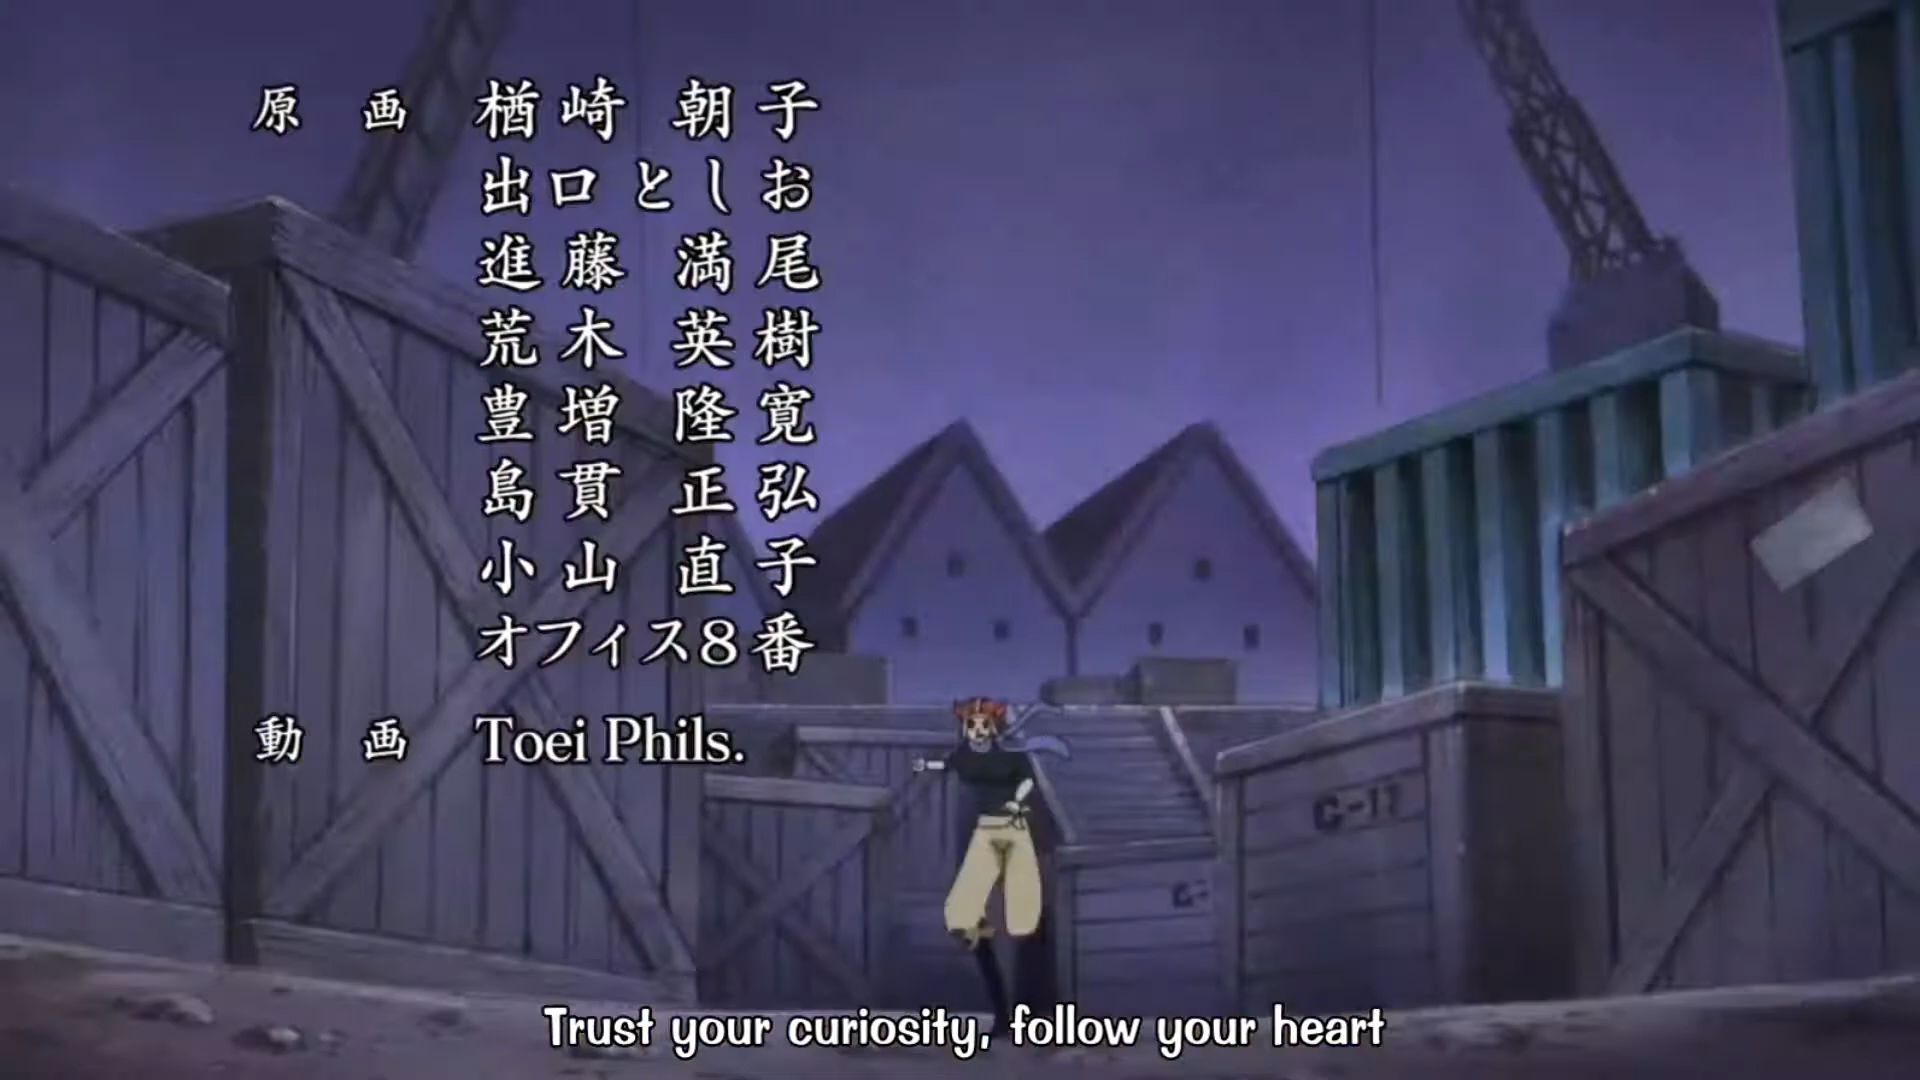 原画 楢崎 朝子
出口としお
進藤 満尾
荒木 英樹
豊増 隆寛
島貫 正弘
小山 直子
オフィス8番
動画 Toei Phils.
C-11
Trust your curiosity, follow your heart